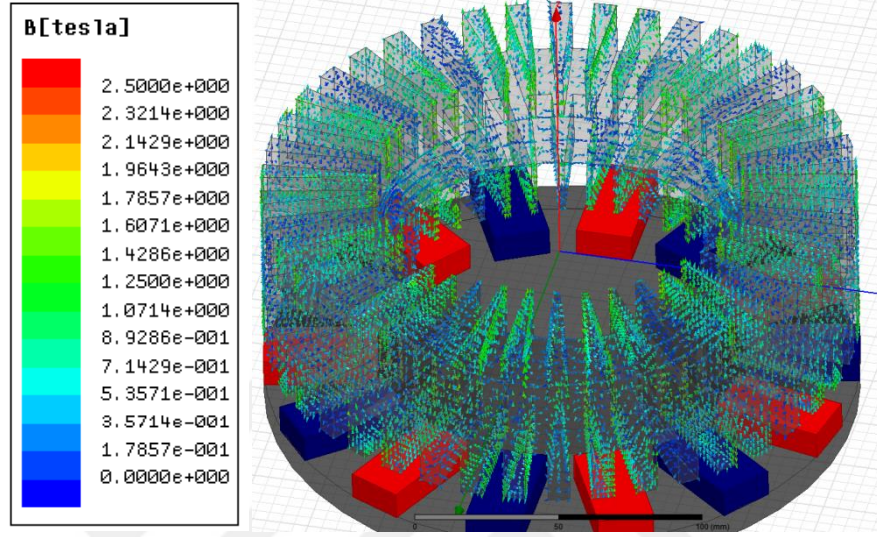 B[tesla]
2.5000e+000
2.3214e+000
2.1429e+000
1.9643e+000
1.7857e+000
1.6071e+000
1.4286e+000
1.2500e+000
1.0714e+000
8.9286e-001
7.1429e-001
5.3571e-001
3.5714e-001
1.7857e-001
0.0000e+000
0 50 100 (mm)